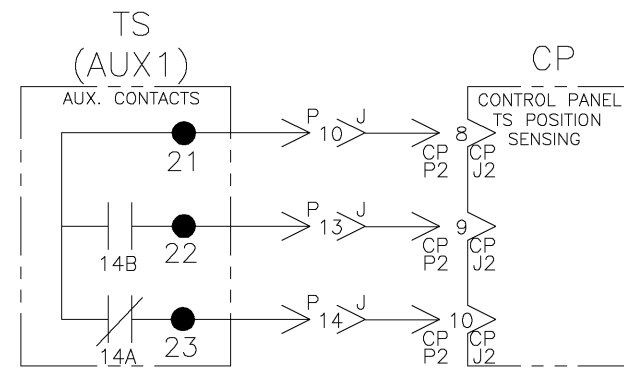 TS
(AUX1)
AUX. CONTACTS
CP
CONTROL PANEL
TS POSITION
SENSING
P 10 J
8
21
CP CP
P2 J2
P 13 J
9
14B 22
CP CP
P2 J2
P 14 J
10
14A 23
CP CP
P2 J2